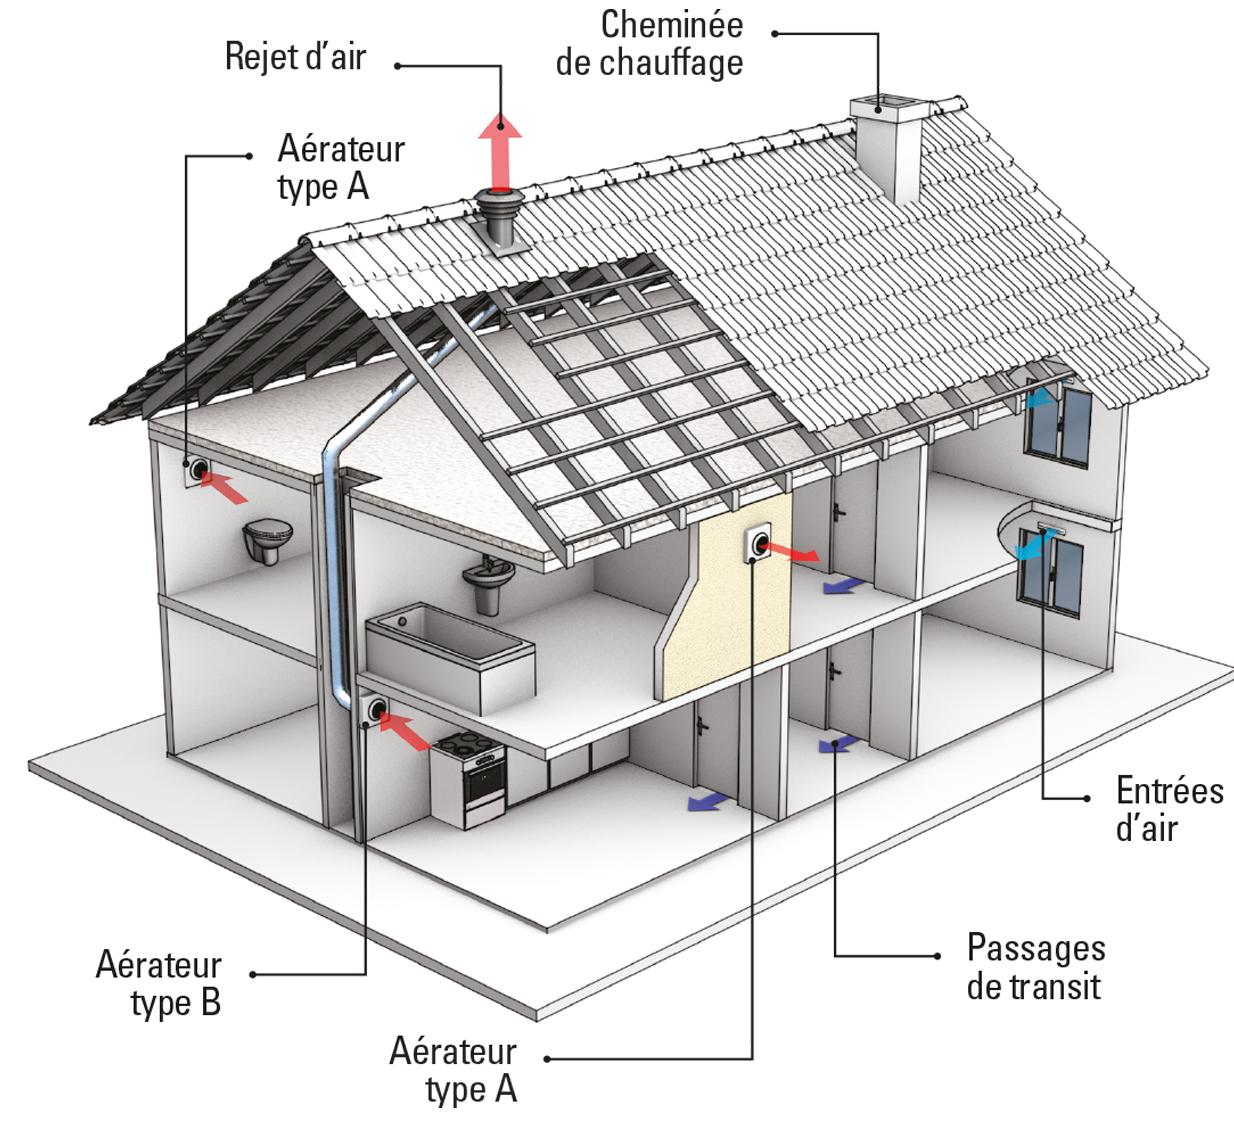 Cheminée
de chauffage
Rejet d'air
Aérateur
type A
Entrées
d'air
Passages
de transit
Aérateur
type B
Aérateur
type A